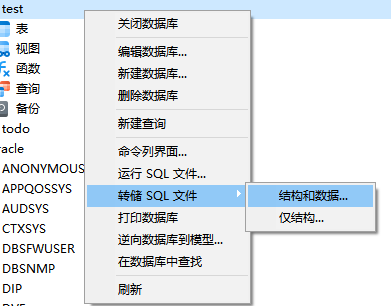 test
表
视图
函数
查询
备份
todo
racle
ANONYMOUS
APPQOSSYS
AUDSYS
CTXSYS
DBSFWUSER
DBSNMP
DIP
关闭数据库
编辑数据库...
新建数据库...
删除数据库
新建查询
命令列界面...
运行 SQL 文件...
转储 SQL 文件
打印数据库
逆向数据库到模型...
在数据库中查找
刷新
结构和数据...
仅结构...